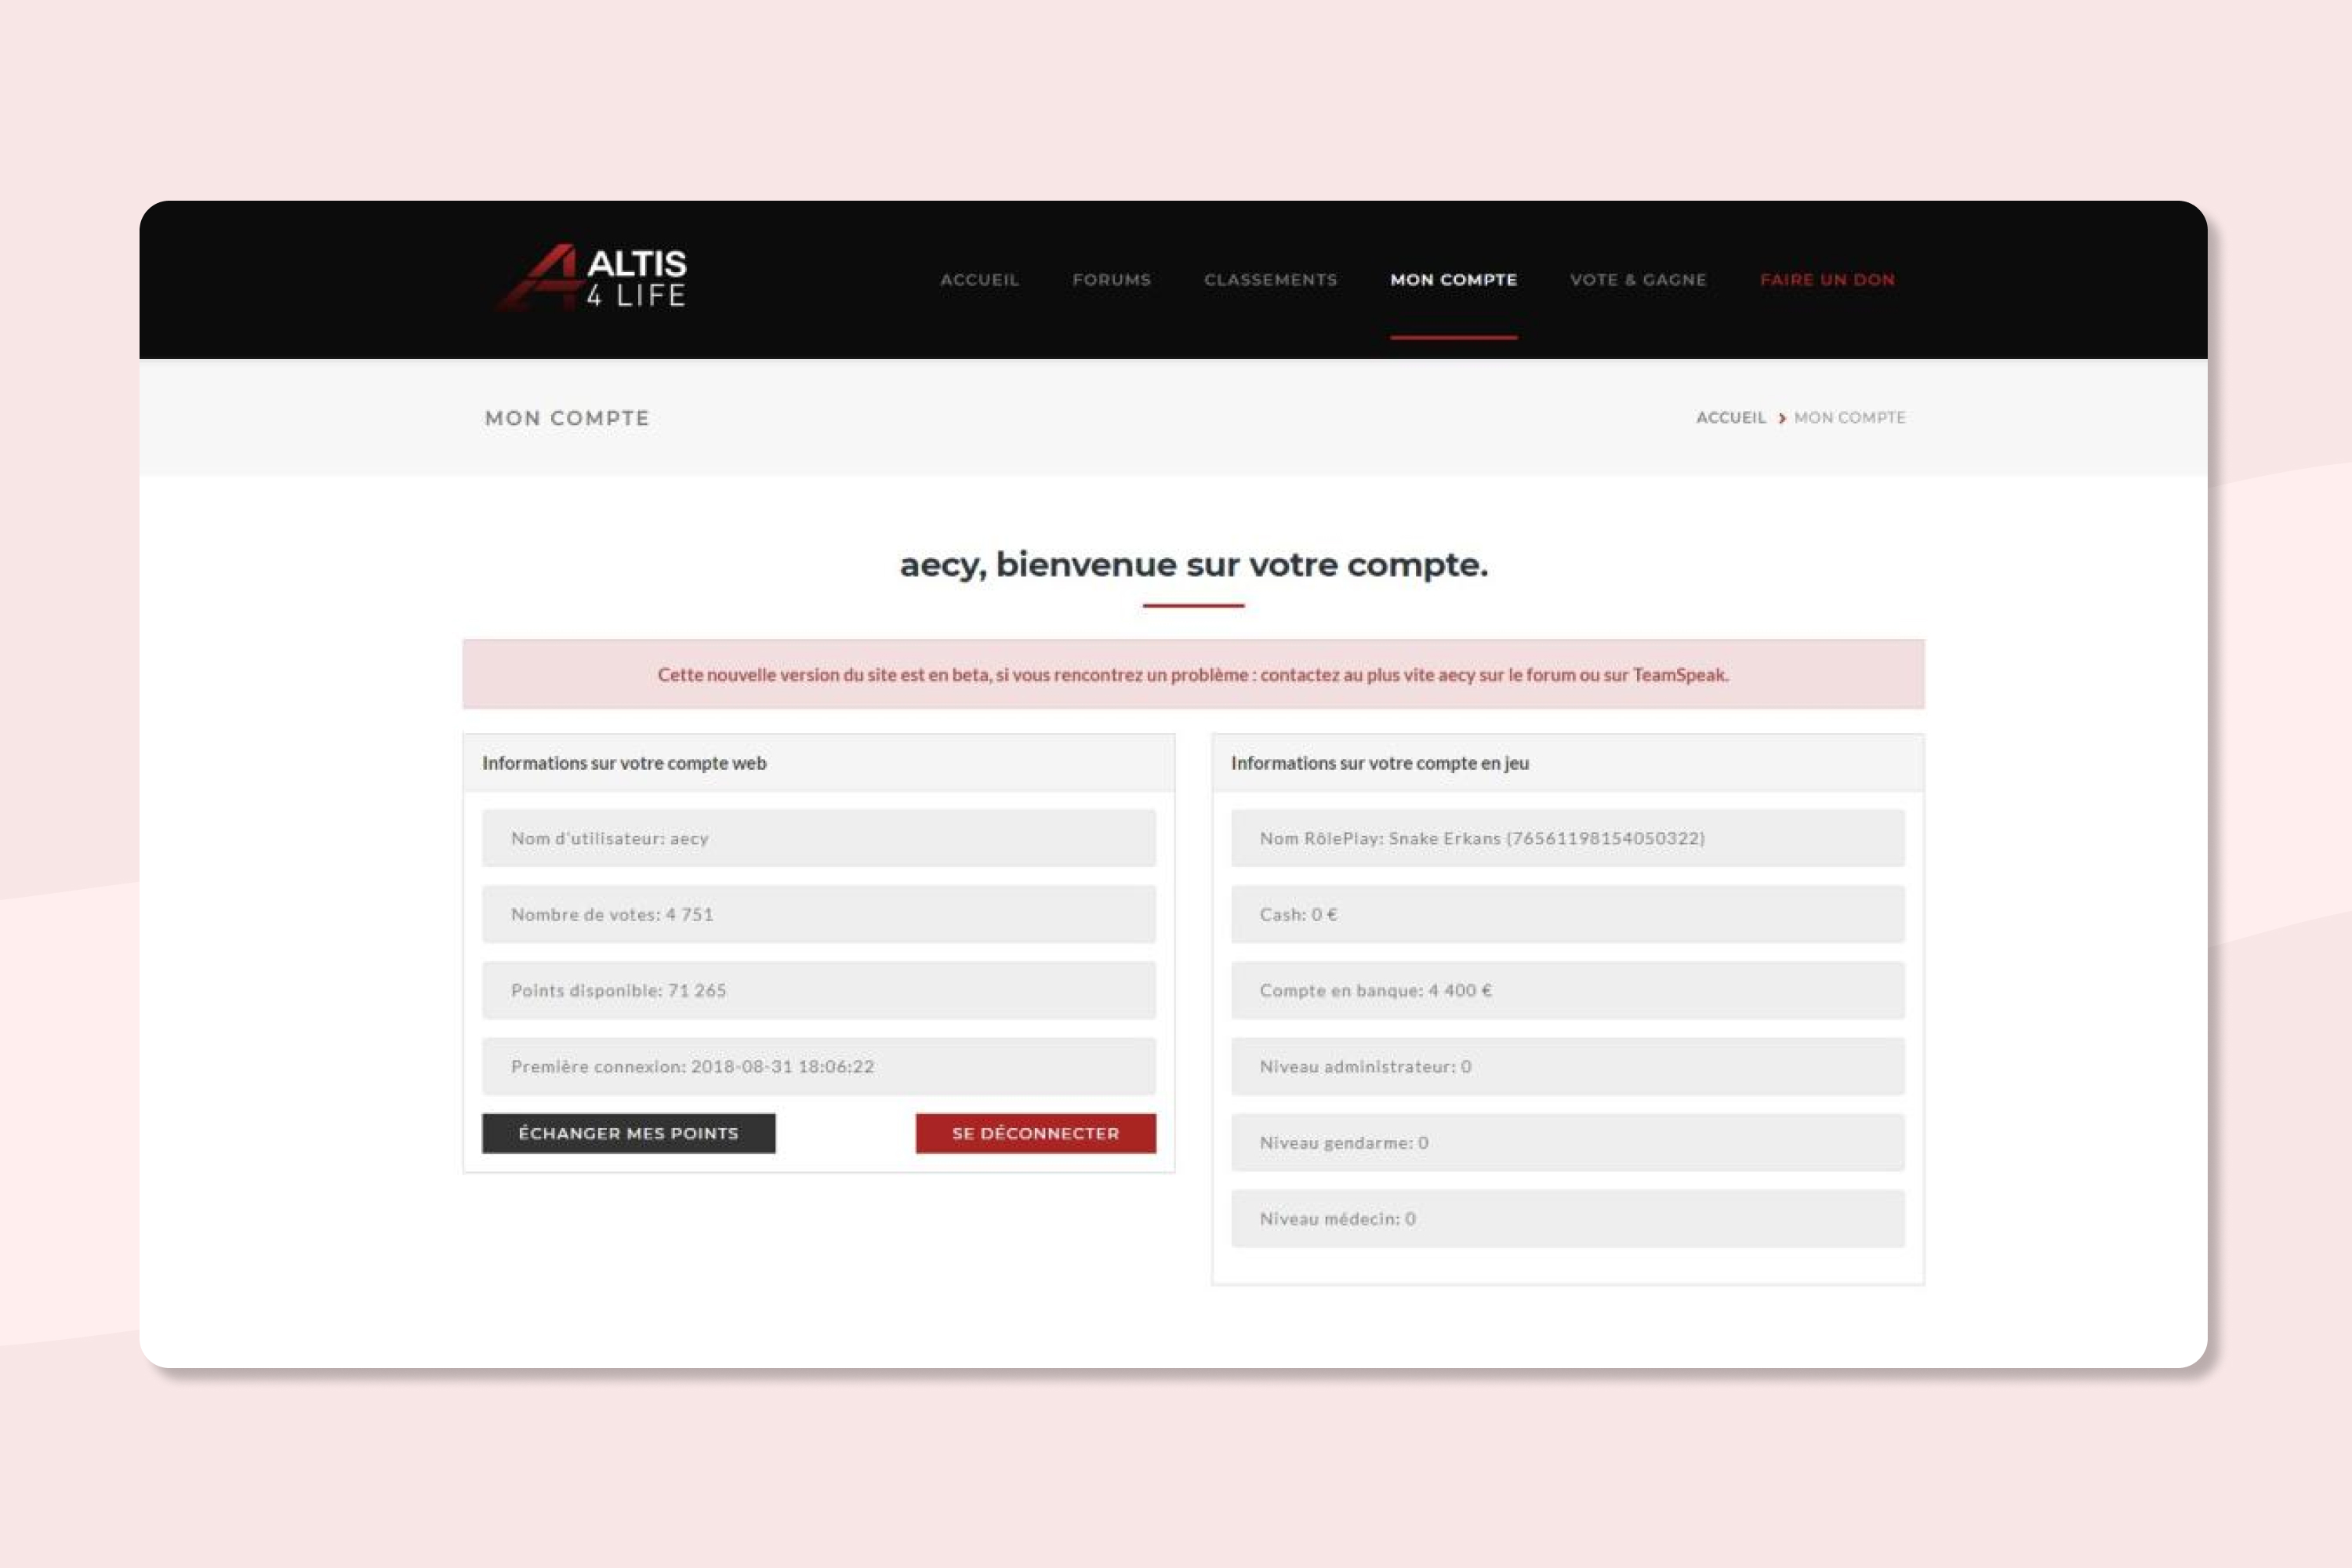 ALTIS
4 LIFE
ACCUEIL
FORUMS
CLASSEMENTS
MON COMPTE
VOTE & GAGNE
FAIRE UN DON
MON COMPTE
ACCUEIL > MON COMPTE
aecy, bienvenue sur votre compte.
Cette nouvelle version du site est en beta, si vous rencontrez un problème : contactez au plus vite aecy sur le forum ou sur TeamSpeak.
Informations sur votre compte web
Nom d'utilisateur: aecy
Nombre de votes: 4 751
Points disponible: 71 265
Première connexion: 2018-08-31 18:06:22
ÉCHANGER MES POINTS
SE DÉCONNECTER
Informations sur votre compte en jeu
Nom RôlePlay: Snake Erkans (76561198154050322)
Cash: 0 €
Compte en banque: 4 400 €
Niveau administrateur: 0
Niveau gendarme: 0
Niveau médecin: 0